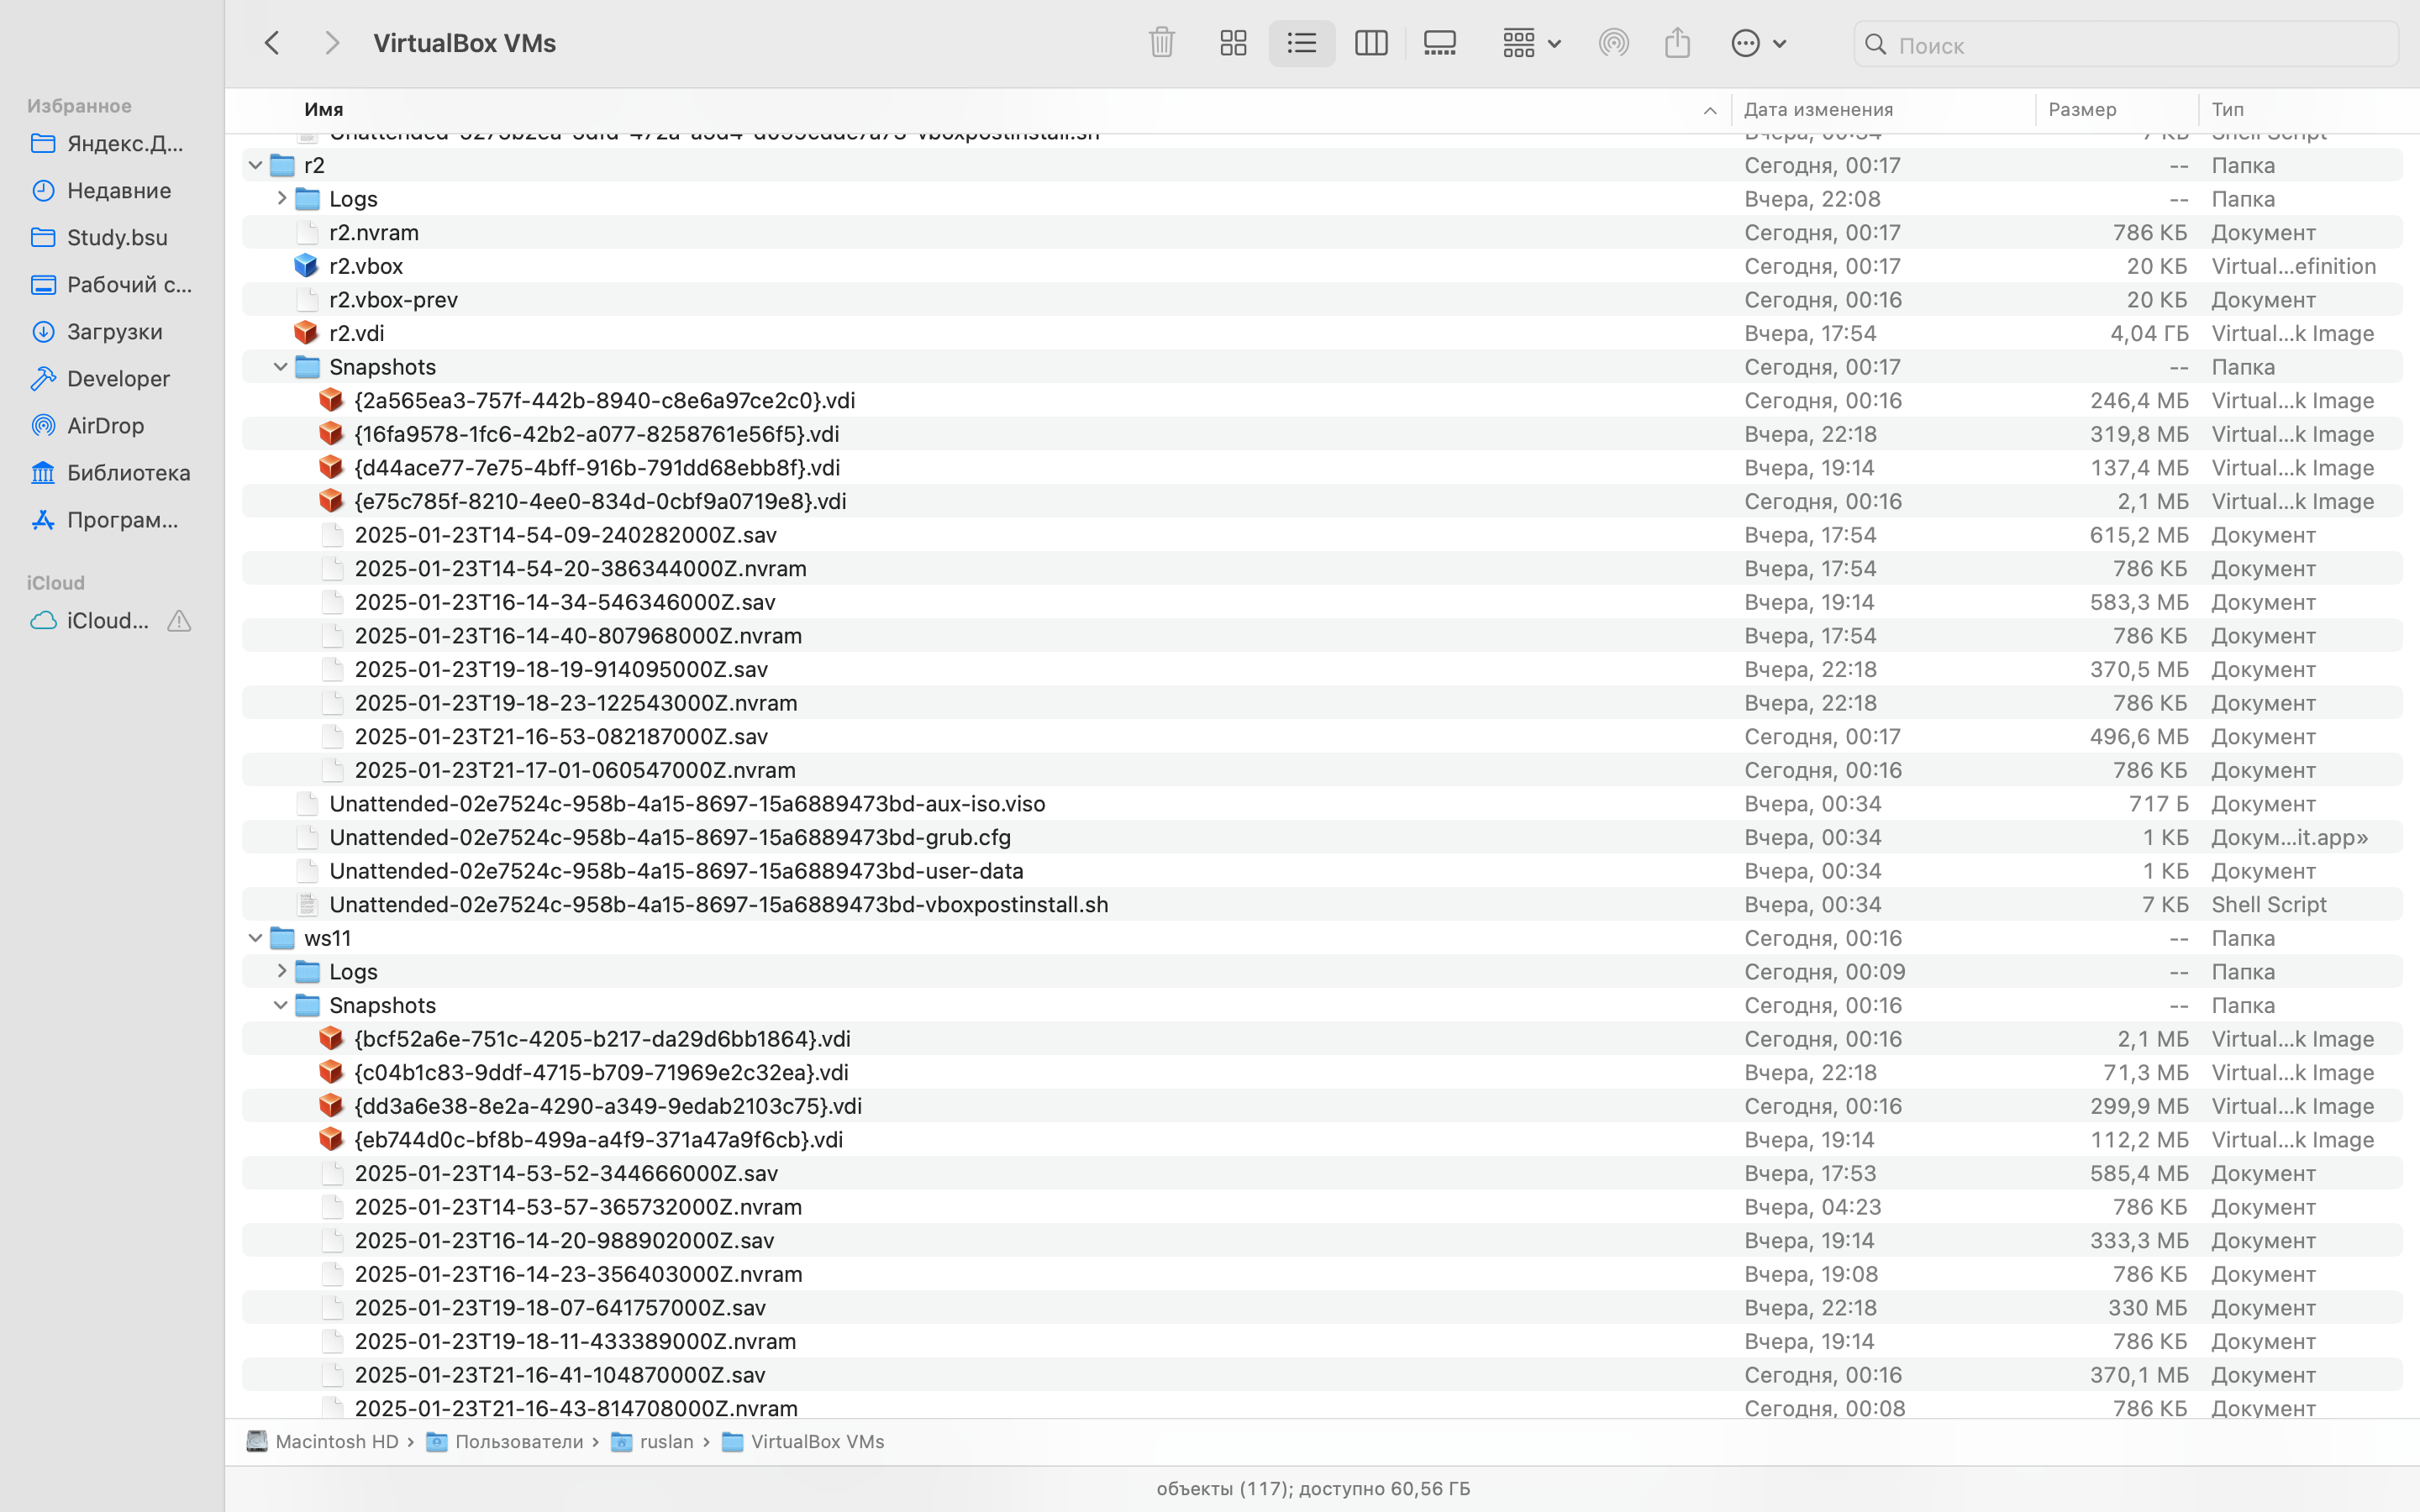 VirtualBox VMs
Поиск
Избранное
Яндекс.Д...
Недавние
Study.bsu
Рабочий с...
Загрузки
Developer
AirDrop
Библиотека
Програм...
iCloud
iCloud...
Имя Дата изменения Размер Тип
r2 Сегодня, 00:17 -- Папка
Logs Вчера, 22:08 -- Папка
r2.nvram Сегодня, 00:17 786 КБ Документ
r2.vbox Сегодня, 00:17 20 КБ Virtual...efinition
r2.vbox-prev Сегодня, 00:16 20 КБ Документ
r2.vdi Вчера, 17:54 4,04 ГБ Virtual...k Image
Snapshots Сегодня, 00:17 -- Папка
{2a565ea3-757f-442b-8940-c8e6a97ce2c0}.vdi Сегодня, 00:16 246,4 МБ Virtual...k Image
{16fa9578-1fc6-42b2-a077-8258761e56f5}.vdi Вчера, 22:18 319,8 МБ Virtual...k Image
{d44ace77-7e75-4bff-916b-791dd68ebb8f}.vdi Вчера, 19:14 137,4 МБ Virtual...k Image
{e75c785f-8210-4ee0-834d-0cbf9a0719e8}.vdi Сегодня, 00:16 2,1 МБ Virtual...k Image
2025-01-23T14-54-09-240282000Z.sav Вчера, 17:54 615,2 МБ Документ
2025-01-23T14-54-20-386344000Z.nvram Вчера, 17:54 786 КБ Документ
2025-01-23T16-14-34-546346000Z.sav Вчера, 19:14 583,3 МБ Документ
2025-01-23T16-14-40-807968000Z.nvram Вчера, 17:54 786 КБ Документ
2025-01-23T19-18-19-914095000Z.sav Вчера, 22:18 370,5 МБ Документ
2025-01-23T19-18-23-122543000Z.nvram Вчера, 22:18 786 КБ Документ
2025-01-23T21-16-53-082187000Z.sav Сегодня, 00:17 496,6 МБ Документ
2025-01-23T21-17-01-060547000Z.nvram Сегодня, 00:16 786 КБ Документ
Unattended-02e7524c-958b-4a15-8697-15a6889473bd-aux-iso.viso Вчера, 00:34 717 Б Документ
Unattended-02e7524c-958b-4a15-8697-15a6889473bd-grub.cfg Вчера, 00:34 1 КБ Докум...it.app»
Unattended-02e7524c-958b-4a15-8697-15a6889473bd-user-data Вчера, 00:34 1 КБ Документ
Unattended-02e7524c-958b-4a15-8697-15a6889473bd-vboxpostinstall.sh Вчера, 00:34 7 КБ Shell Script
ws11 Сегодня, 00:16 -- Папка
Logs Сегодня, 00:09 -- Папка
Snapshots Сегодня, 00:16 -- Папка
{bcf52a6e-751c-4205-b217-da29d6bb1864}.vdi Сегодня, 00:16 2,1 МБ Virtual...k Image
{c04b1c83-9ddf-4715-b709-71969e2c32ea}.vdi Вчера, 22:18 71,3 МБ Virtual...k Image
{dd3a6e38-8e2a-4290-a349-9edab2103c75}.vdi Сегодня, 00:16 299,9 МБ Virtual...k Image
{eb744d0c-bf8b-499a-a4f9-371a47a9f6cb}.vdi Вчера, 19:14 112,2 МБ Virtual...k Image
2025-01-23T14-53-52-344666000Z.sav Вчера, 17:53 585,4 МБ Документ
2025-01-23T14-53-57-365732000Z.nvram Вчера, 04:23 786 КБ Документ
2025-01-23T16-14-20-988902000Z.sav Вчера, 19:14 333,3 МБ Документ
2025-01-23T16-14-23-356403000Z.nvram Вчера, 19:08 786 КБ Документ
2025-01-23T19-18-07-641757000Z.sav Вчера, 22:18 330 МБ Документ
2025-01-23T19-18-11-433389000Z.nvram Вчера, 19:14 786 КБ Документ
2025-01-23T21-16-41-104870000Z.sav Сегодня, 00:16 370,1 МБ Документ
2025-01-23T21-16-43-814708000Z.nvram Сегодня, 00:08 786 КБ Документ
Macintosh HD › Пользователи › ruslan › VirtualBox VMs
объекты (117); доступно 60,56 ГБ